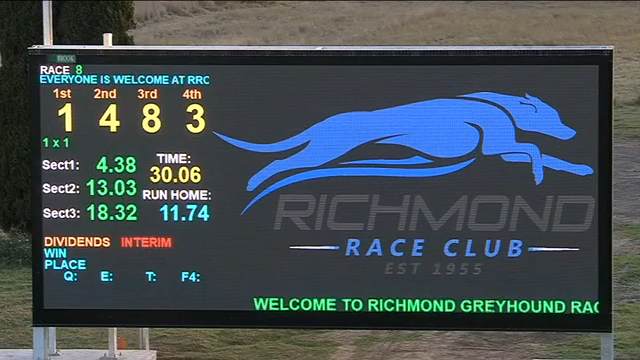 RACE 8
EVERYONE IS WELCOME AT RRC
1st 2nd 3rd 4th
1 4 8 3
1 x 1
Sect1: 4.38
Sect2: 13.03
Sect3: 18.32
TIME:
30.06
RUN HOME:
11.74
DIVIDENDS INTERIM
WIN
PLACE
Q: E: T: F4:
RICHMOND
RACE CLUB
EST 1955
WELCOME TO RICHMOND GREYHOUND RAC